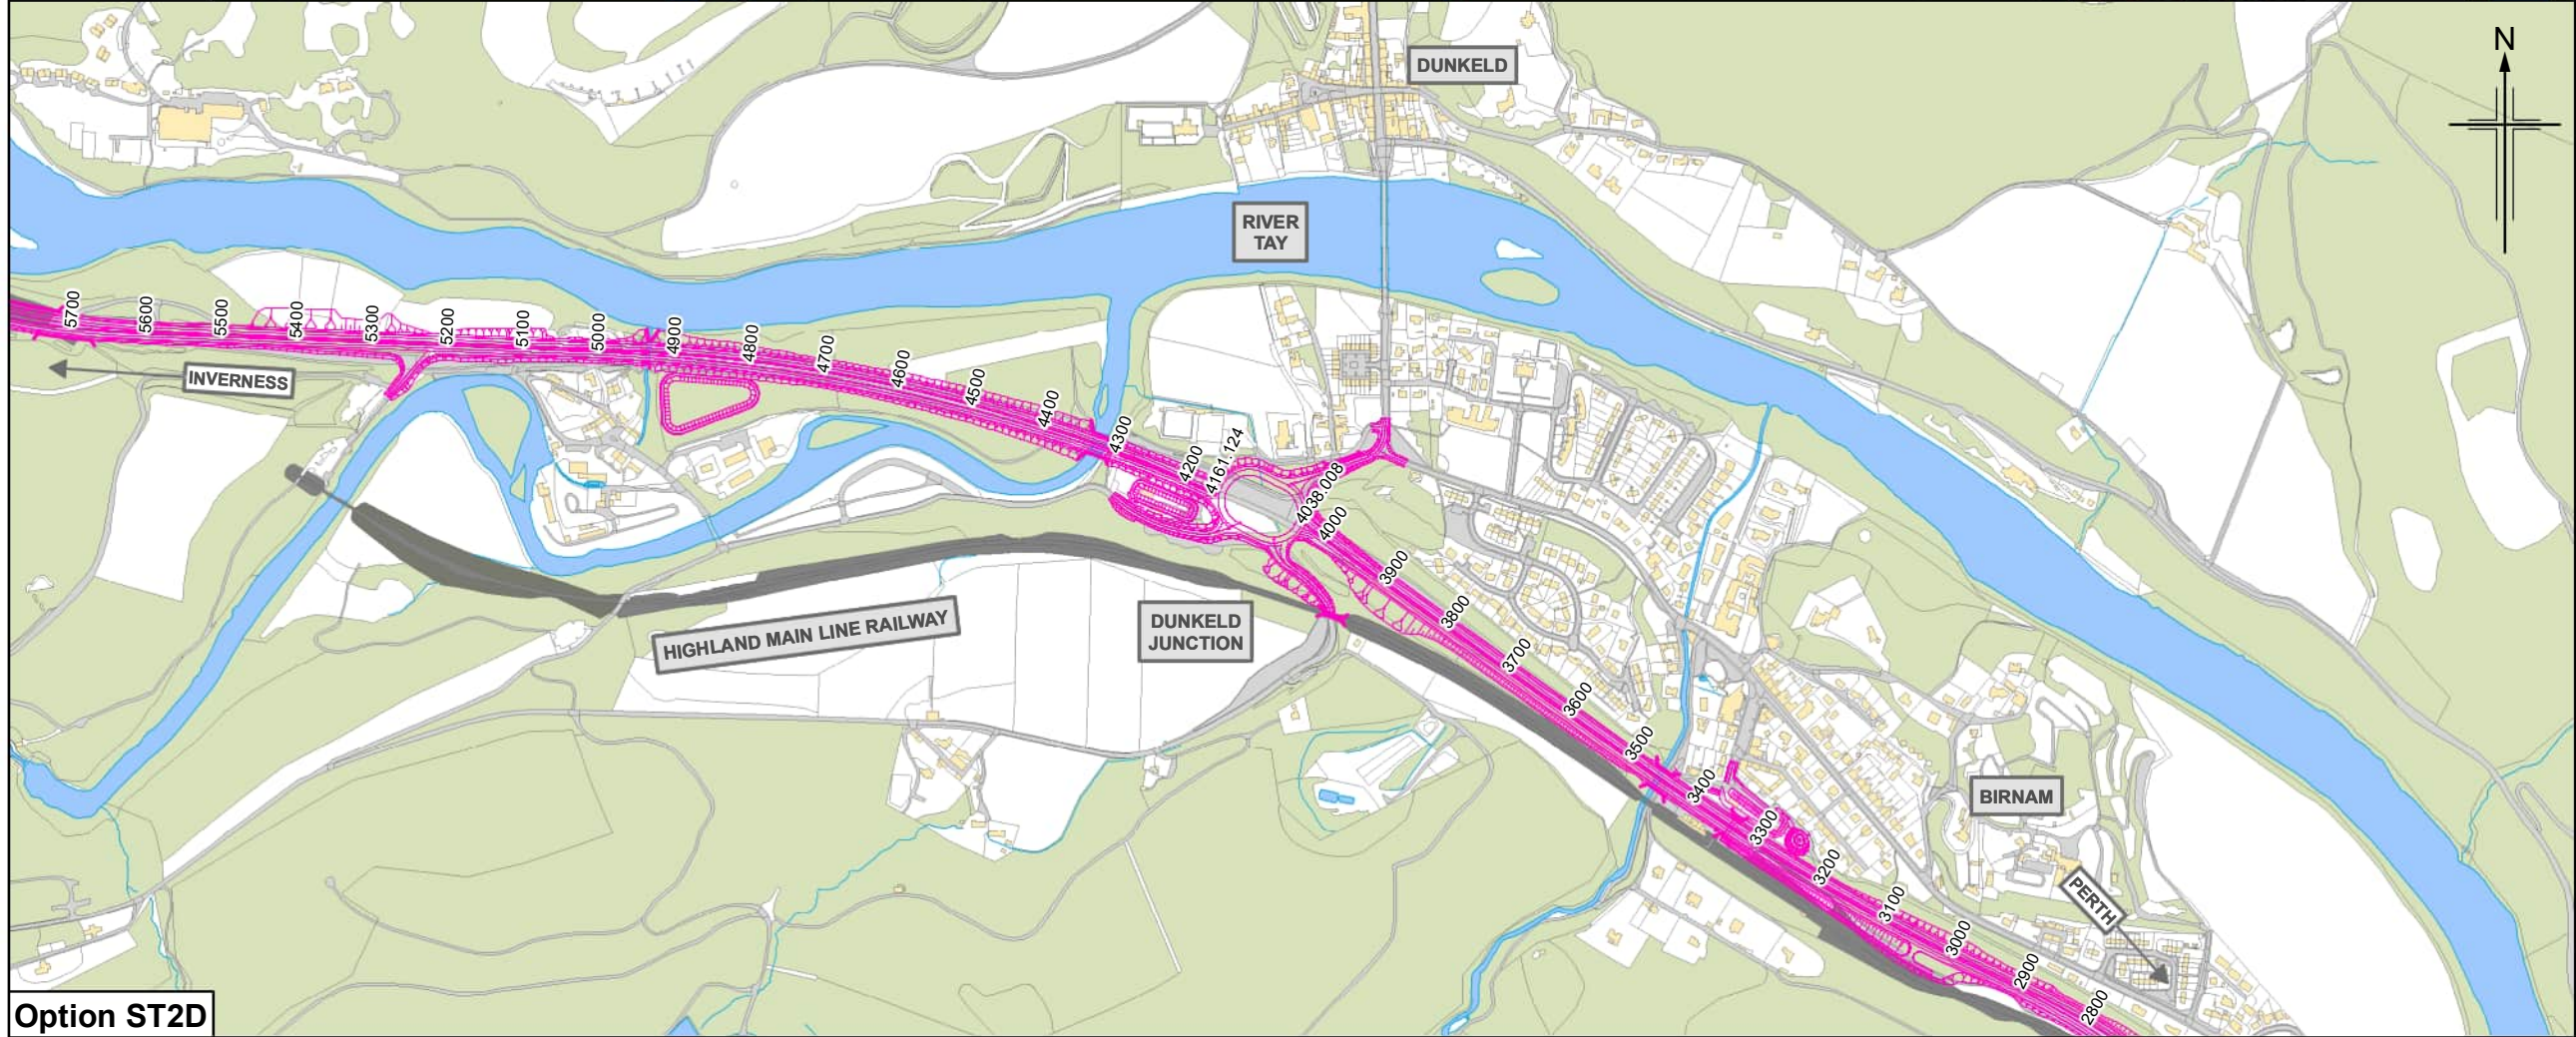 N
DUNKELD
RIVER
TAY
5700
5600
5500
5400
5300
5200
5100
5000
4900
4800
4700
4600
4500
4400
4300
4200
4161.124
4038.008
4000
3900
3800
3700
3600
3500
3400
3300
3200
3100
3000
2900
2800
INVERNESS
HIGHLAND MAIN LINE RAILWAY
DUNKELD
JUNCTION
BIRNAM
PERTH
Option ST2D